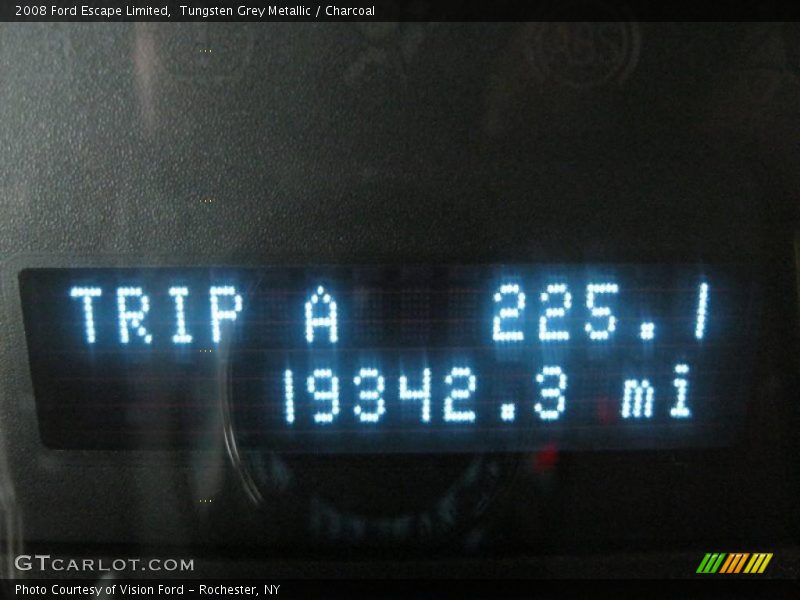 2008 Ford Escape Limited,  Tungsten Grey Metallic / Charcoal
TRIP A 225.1
19342.3 mi
GTCARLOT.COM
Photo Courtesy of Vision Ford - Rochester, NY